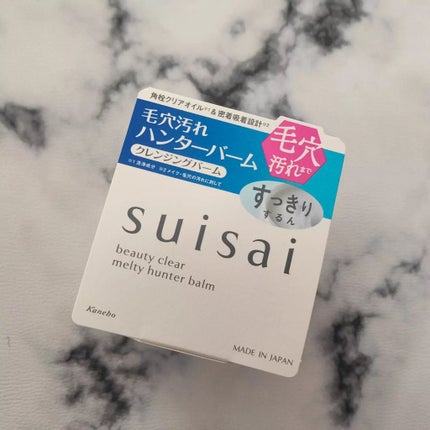 角栓クリアオイル※1&密着吸着設計※2
毛穴汚れ
ハンターバーム
クレンジングバーム
※1 洗浄成分 ※2 メイク・毛穴の汚れに対して
毛穴
汚れまで
すっきり
するん
suisai
beauty clear
melty hunter balm
Kanebo
MADE IN JAPAN